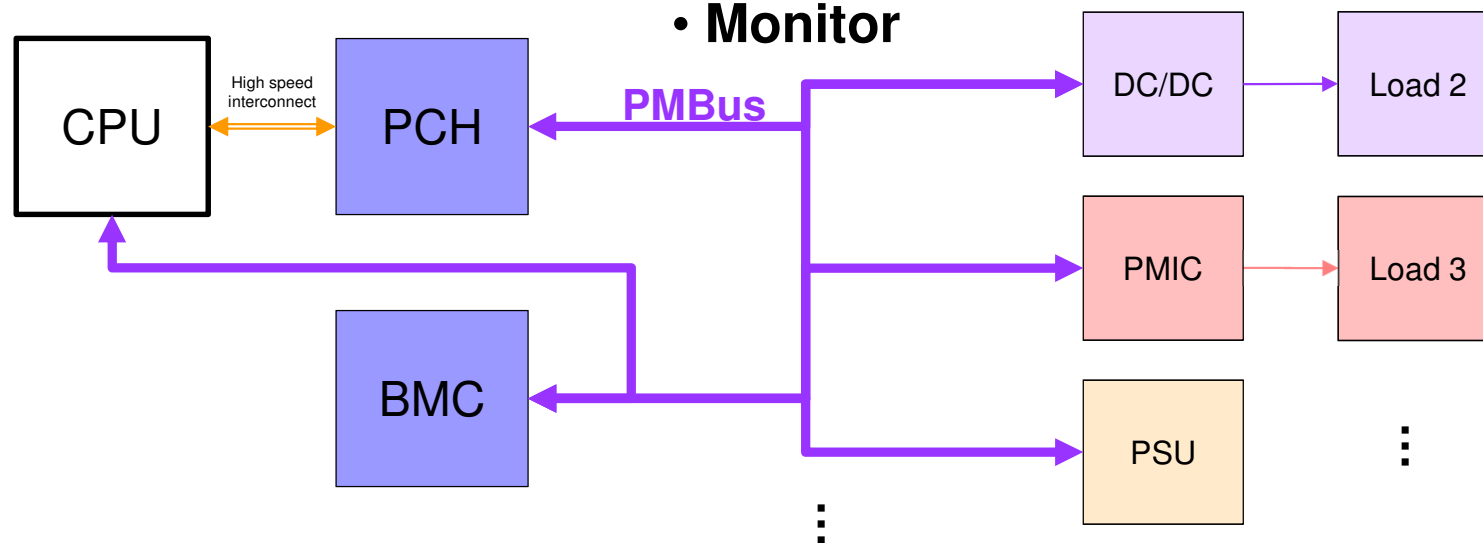 • Monitor
CPU
High speed
interconnect
PCH
PMBus
DC/DC
Load 2
PMIC
Load 3
BMC
PSU